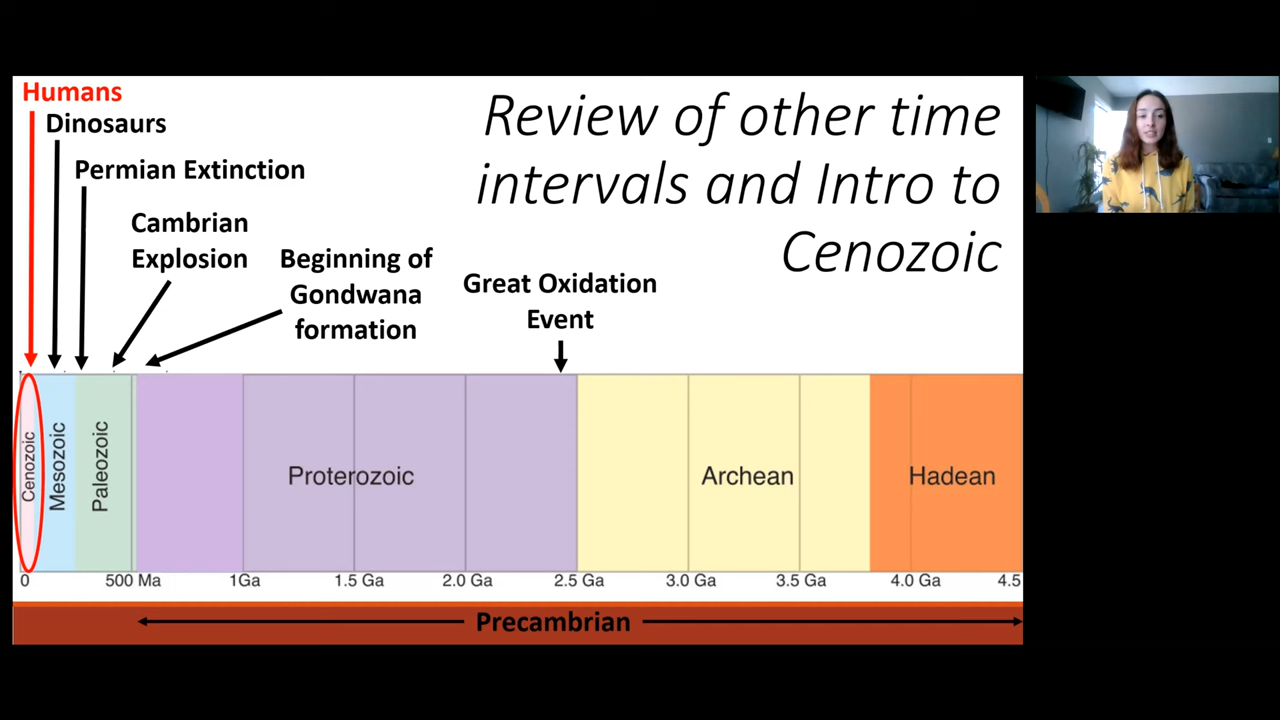 Humans
Dinosaurs
Permian Extinction
Cambrian
Explosion
Beginning of
Gondwana
formation
Great Oxidation
Event
Review of other time
intervals and Intro to
Cenozoic
Cenozoic
Mesozoic
Paleozoic
Proterozoic
Archean
Hadean
0
500 Ma
1Ga
1.5 Ga
2.0 Ga
2.5 Ga
3.0 Ga
3.5 Ga
4.0 Ga
4.5
Precambrian